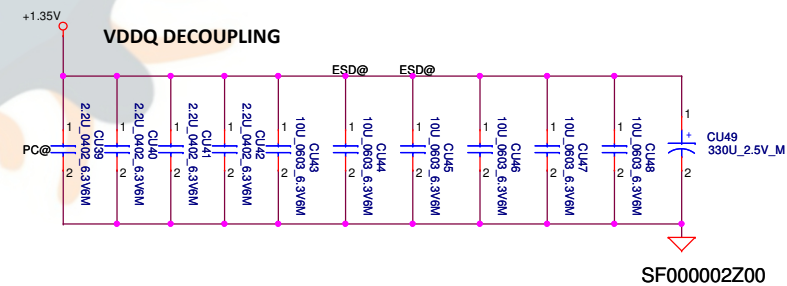 +1.35V
VDDQ DECOUPLING
ESD@
ESD@
PC@
1
2
CU39
2.2U_0402_6.3V6M
1
2
CU40
2.2U_0402_6.3V6M
1
2
CU41
2.2U_0402_6.3V6M
1
2
CU42
2.2U_0402_6.3V6M
1
2
CU43
10U_0603_6.3V6M
1
2
CU44
10U_0603_6.3V6M
1
2
CU45
10U_0603_6.3V6M
1
2
CU46
10U_0603_6.3V6M
1
2
CU47
10U_0603_6.3V6M
1
2
CU48
10U_0603_6.3V6M
1
+
2
CU49
330U_2.5V_M
SF000002Z00